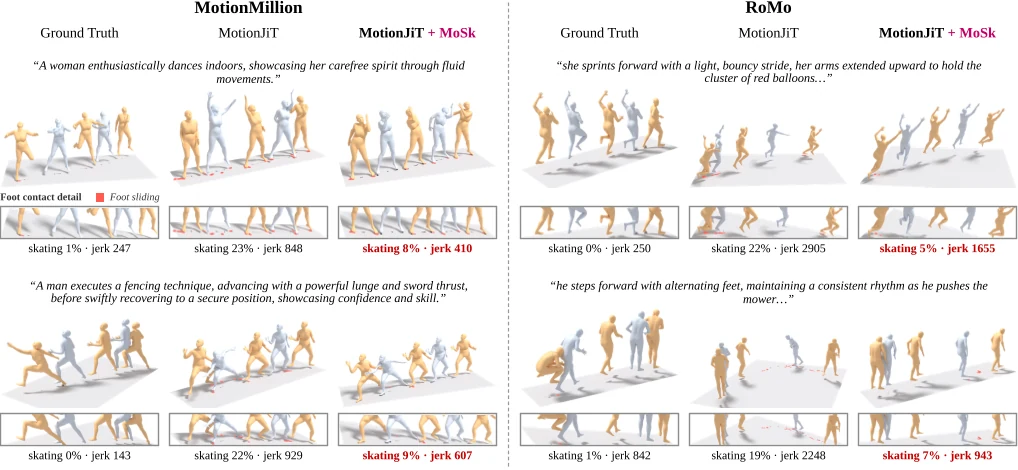 MotionMillion
Ground Truth
MotionJiT
MotionJiT + MoSk
“A woman enthusiastically dances indoors, showcasing her carefree spirit through fluid
movements.”
Foot contact detail
Foot sliding
skating 1% · jerk 247
skating 23% · jerk 848
skating 8% · jerk 410
“A man executes a fencing technique, advancing with a powerful lunge and sword thrust,
before swiftly recovering to a secure position, showcasing confidence and skill.”
skating 0% · jerk 143
skating 22% · jerk 929
skating 9% · jerk 607
RoMo
Ground Truth
MotionJiT
MotionJiT + MoSk
“she sprints forward with a light, bouncy stride, her arms extended upward to hold the
cluster of red balloons…”
skating 0% · jerk 250
skating 22% · jerk 2905
skating 5% · jerk 1655
“he steps forward with alternating feet, maintaining a consistent rhythm as he pushes the
mower…”
skating 1% · jerk 842
skating 19% · jerk 2248
skating 7% · jerk 943